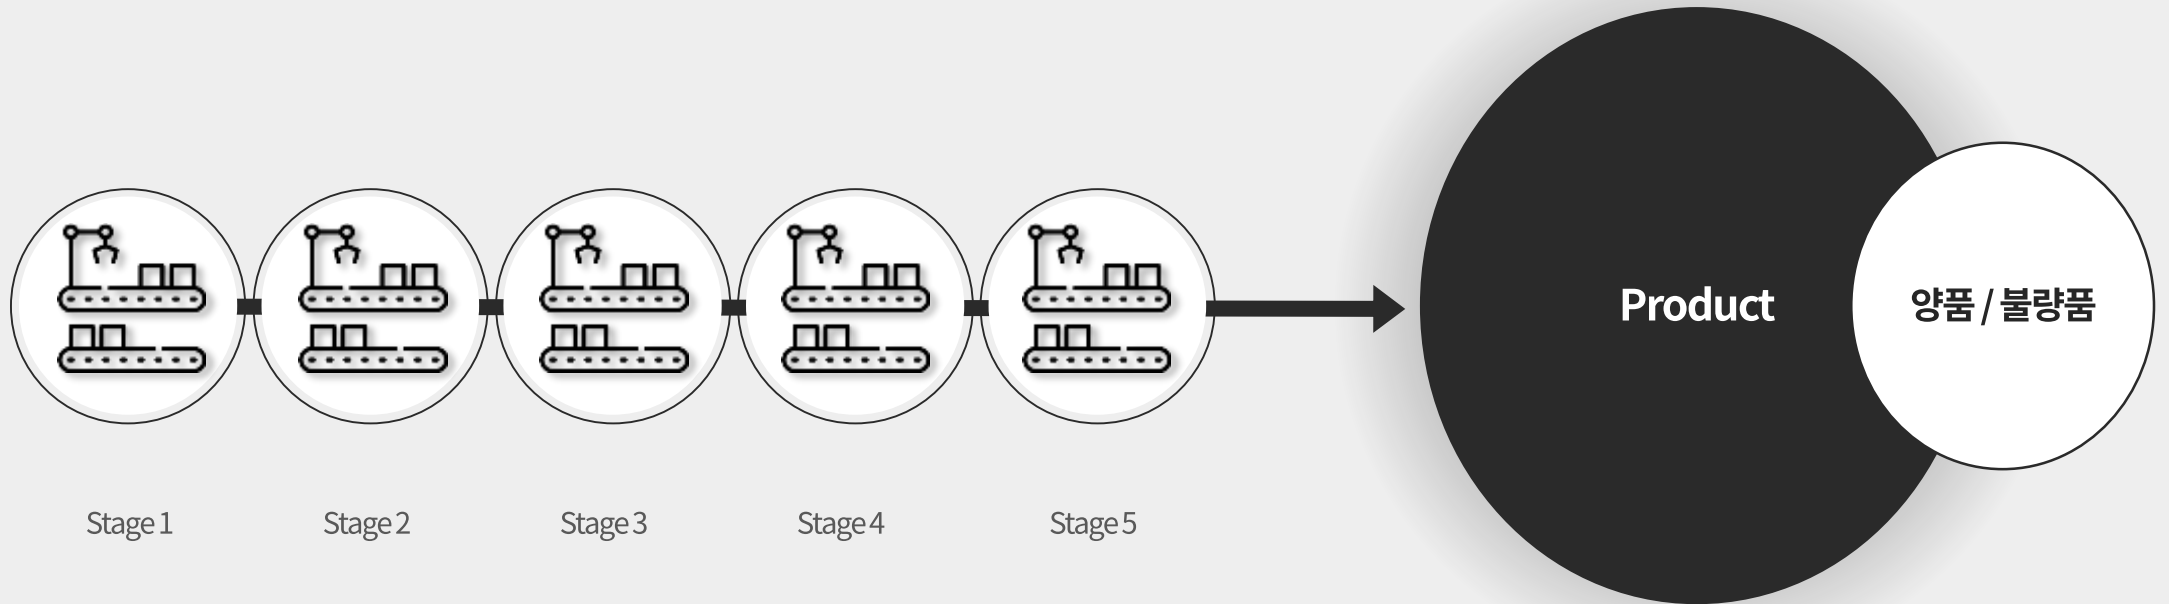 Product
양품 / 불량품
Stage 1
Stage 2
Stage 3
Stage 4
Stage 5